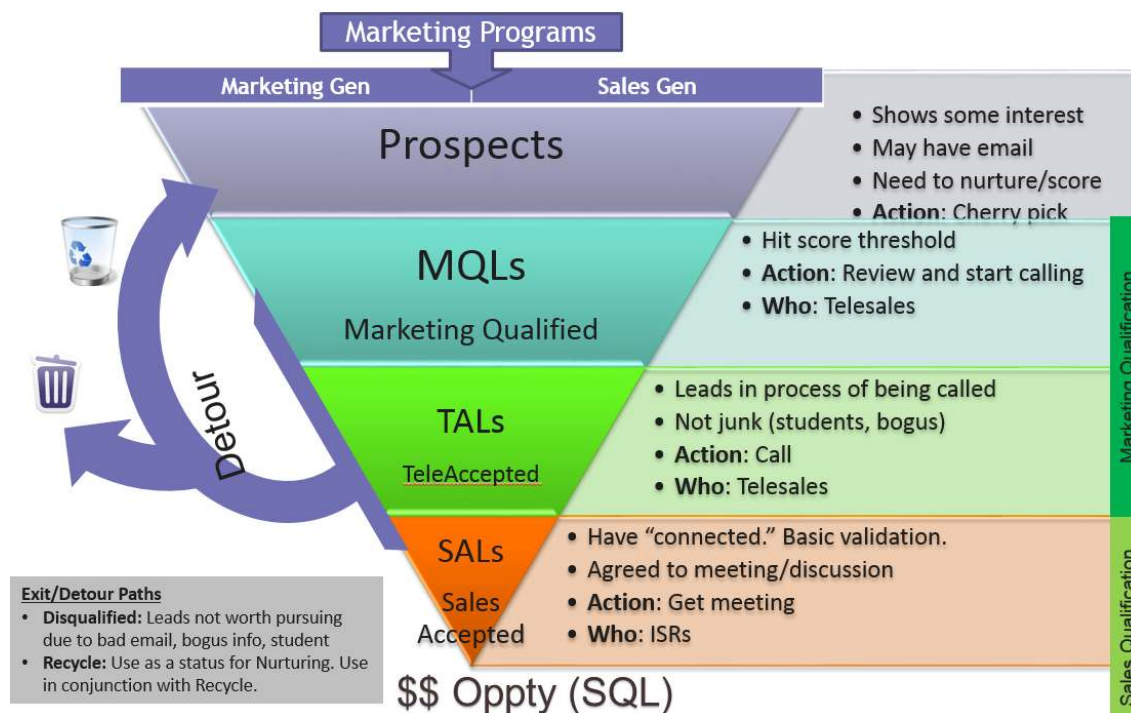 Marketing Programs
Marketing Gen
Sales Gen
Prospects
• Shows some interest
• May have email
• Need to nurture/score
• Action: Cherry pick
MQLs
Marketing Qualified
• Hit score threshold
• Action: Review and start calling
• Who: Telesales
Marketing Qualification
Detour
TALs
TeleAccepted
• Leads in process of being called
• Not junk (students, bogus)
• Action: Call
• Who: Telesales
SALs
Sales
Accepted
• Have “connected.” Basic validation.
• Agreed to meeting/discussion
• Action: Get meeting
• Who: ISRs
Sales Qualification
Exit/Detour Paths
• Disqualified: Leads not worth pursuing
due to bad email, bogus info, student
• Recycle: Use as a status for Nurturing. Use
in conjunction with Recycle.
$$ Oppty (SQL)